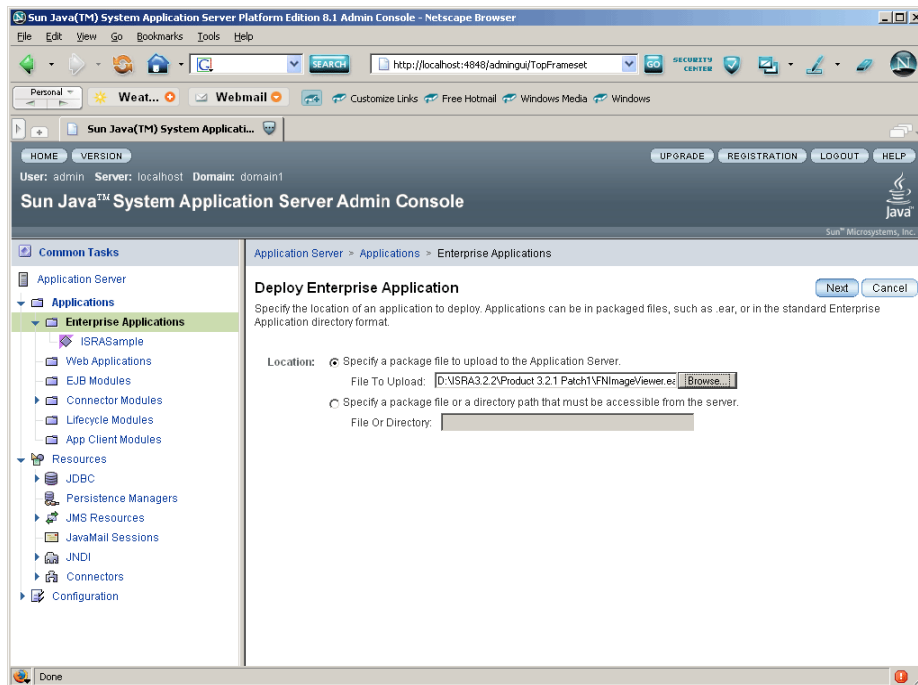 Sun Java(TM) System Application Server Platform Edition 8.1 Admin Console - Netscape Browser
File Edit View Go Bookmarks Tools Help
SEARCH http://localhost:4848/admingui/TopFrameset GO SECURITY CENTER N
Personal Weat... Webmail Customize Links Free Hotmail Windows Media Windows
Sun Java(TM) System Applicati...
HOME VERSION UPGRADE REGISTRATION LOGOUT HELP
User: admin Server: localhost Domain: domain1
Sun Java™ System Application Server Admin Console
Java™
Sun™ Microsystems, Inc.
Common Tasks
Application Server
Applications
Enterprise Applications
ISRASample
Web Applications
EJB Modules
Connector Modules
Lifecycle Modules
App Client Modules
Resources
JDBC
Persistence Managers
JMS Resources
JavaMail Sessions
JNDI
Connectors
Configuration
Application Server > Applications > Enterprise Applications
Deploy Enterprise Application Next Cancel
Specify the location of an application to deploy. Applications can be in packaged files, such as .ear, or in the standard Enterprise
Application directory format.
Location: Specify a package file to upload to the Application Server.
File To Upload: D:\ISRA3.2.2\Product 3.2.1 Patch1\FNImageViewer.ea Browse...
Specify a package file or a directory path that must be accessible from the server.
File Or Directory:
Done